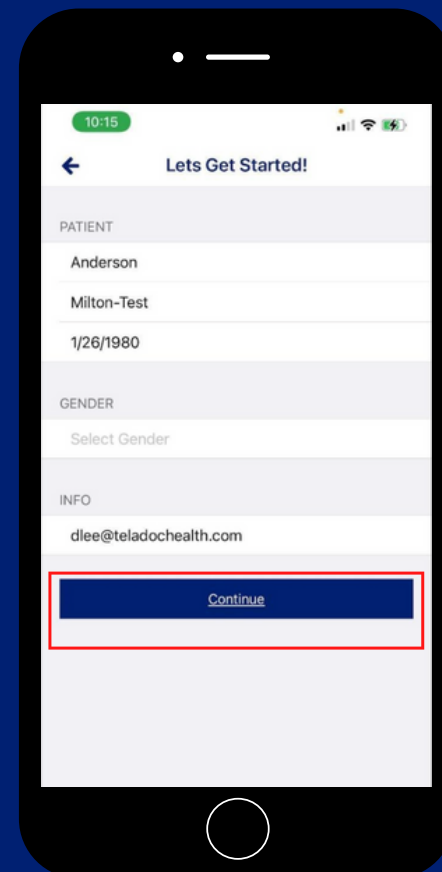 10:15
Lets Get Started!
PATIENT
Anderson
Milton-Test
1/26/1980
GENDER
Select Gender
INFO
dlee@teladochealth.com
Continue